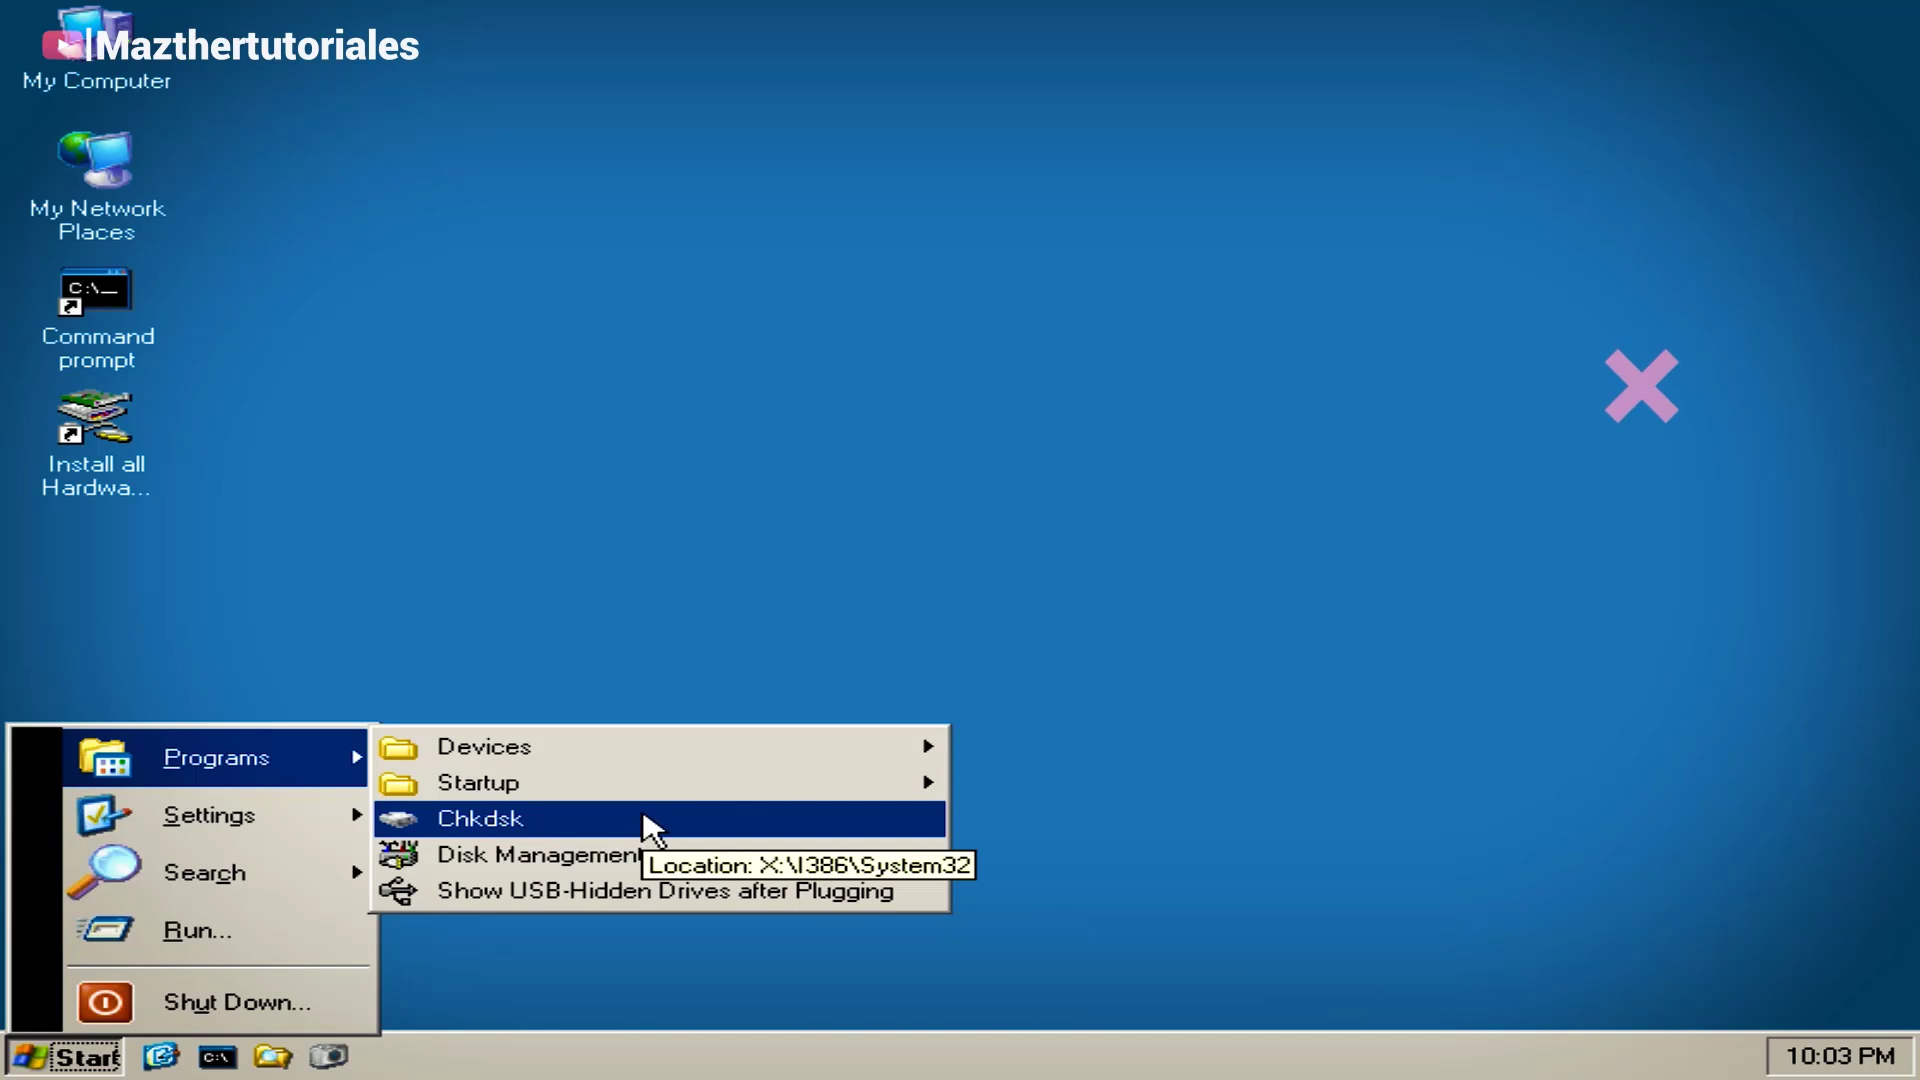 Mazthertutoriales
My Computer
My Network
Places
C:\_
Command
prompt
Install all
Hardwa...
Programs
Settings
Search
Run...
Shut Down...
Devices
Startup
Chkdsk
Disk Management
Location: X:\I386\System32
Show USB-Hidden Drives after Plugging
Start
C:\
10:03 PM